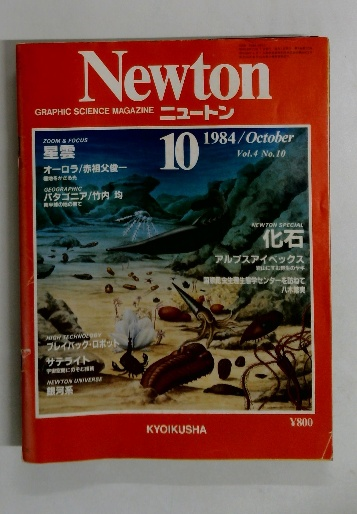 Newton
GRAPHIC SCIENCE MAGAZINE ニュートン
10
1984/October
Vol.4 No.10
ZOOM & FOCUS
星雲
オーロラ/赤祖父俊一
GEOGRAPHIC
パタゴニア/竹内 均
NEWTON SPECIAL
化石
アルプスアイベックス
HIGH TECHNOLOGY
プレイバック・ロボット
サテライト
NEWTON UNIVERSE
銀河系
KYOIKUSHA
¥800